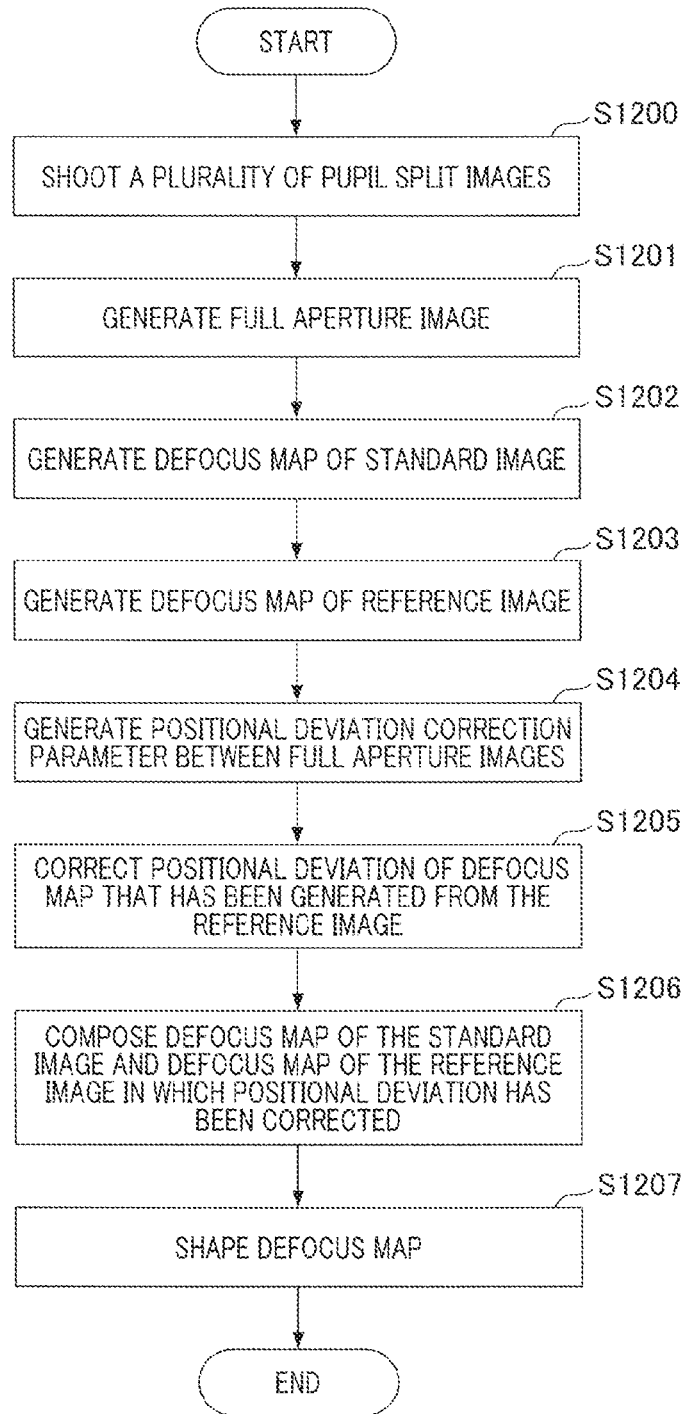 START
S1200
SHOOT A PLURALITY OF PUPIL SPLIT IMAGES
S1201
GENERATE FULL APERTURE IMAGE
S1202
GENERATE DEFOCUS MAP OF STANDARD IMAGE
S1203
GENERATE DEFOCUS MAP OF REFERENCE IMAGE
S1204
GENERATE POSITIONAL DEVIATION CORRECTION
PARAMETER BETWEEN FULL APERTURE IMAGES
S1205
CORRECT POSITIONAL DEVIATION OF DEFOCUS
MAP THAT HAS BEEN GENERATED FROM THE
REFERENCE IMAGE
S1206
COMPOSE DEFOCUS MAP OF THE STANDARD
IMAGE AND DEFOCUS MAP OF THE REFERENCE
IMAGE IN WHICH POSITIONAL DEVIATION HAS
BEEN CORRECTED
S1207
SHAPE DEFOCUS MAP
END